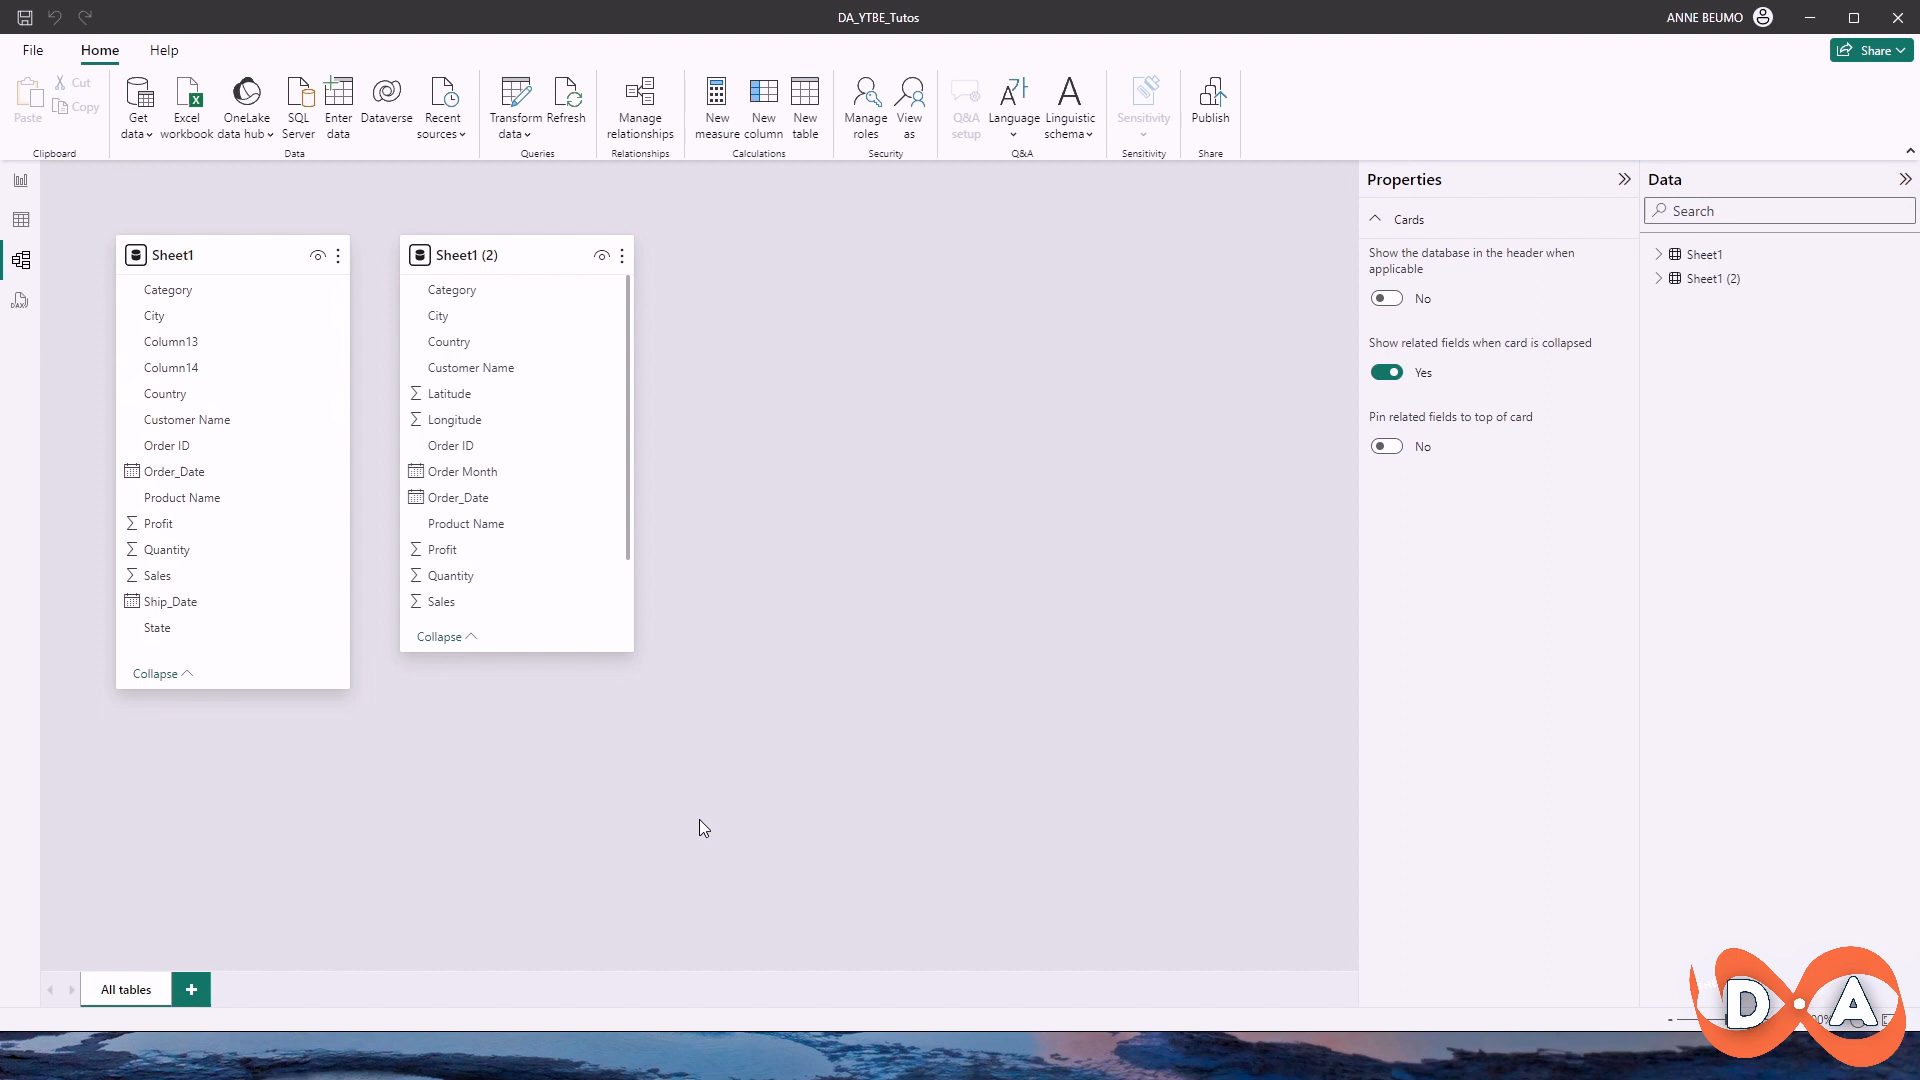 DA_YTBE_Tutos
ANNE BEUMO
File
Home
Help
Share
Paste
Cut
Copy
Clipboard
Get data
Excel workbook
OneLake data hub
SQL Server
Enter data
Dataverse
Recent sources
Data
Transform data
Refresh
Queries
Manage relationships
Relationships
New measure
New column
New table
Calculations
Manage roles
View as
Security
Q&A setup
Language
Linguistic schema
Q&A
Sensitivity
Sensitivity
Publish
Share
DAX
Sheet1
Category
City
Column13
Column14
Country
Customer Name
Order ID
Order_Date
Product Name
Profit
Quantity
Sales
Ship_Date
State
Collapse
Sheet1 (2)
Category
City
Country
Customer Name
Latitude
Longitude
Order ID
Order Month
Order_Date
Product Name
Profit
Quantity
Sales
Collapse
Properties
Cards
Show the database in the header when
applicable
No
Show related fields when card is collapsed
Yes
Pin related fields to top of card
No
Data
Search
Sheet1
Sheet1 (2)
All tables
D A